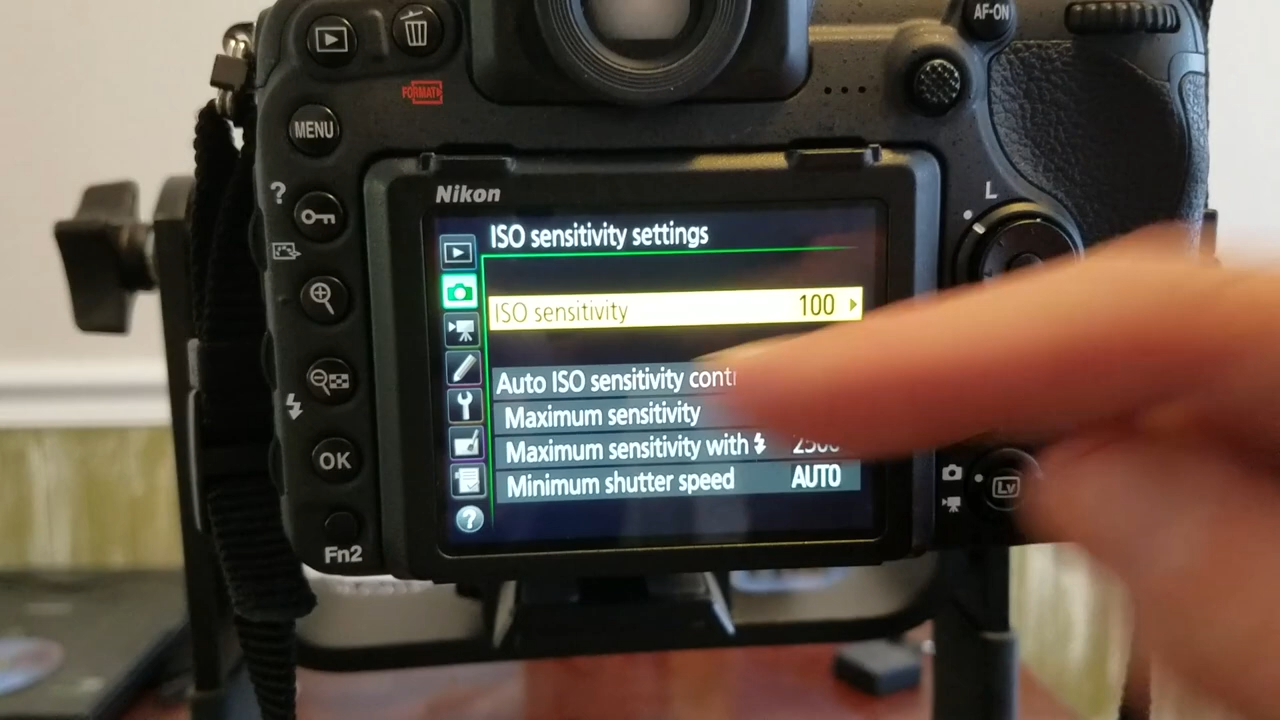 AF-ON
FORMAT
MENU
Nikon
L
?
ISO sensitivity settings
ISO sensitivity 100
Auto ISO sensitivity
Maximum sensitivity
Maximum sensitivity with
Minimum shutter speed AUTO
?
OK
Lv
Fn2